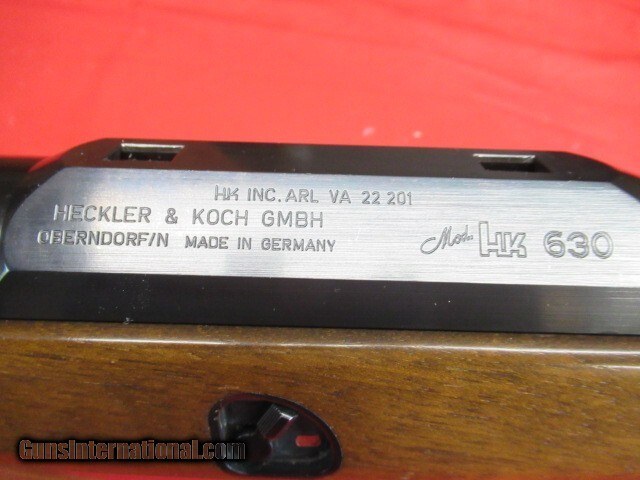 HK INC. ARL VA 22 201
HECKLER & KOCH GMBH
OBERNDORF/N MADE IN GERMANY
Mod. HK 630
GunsInternational.com